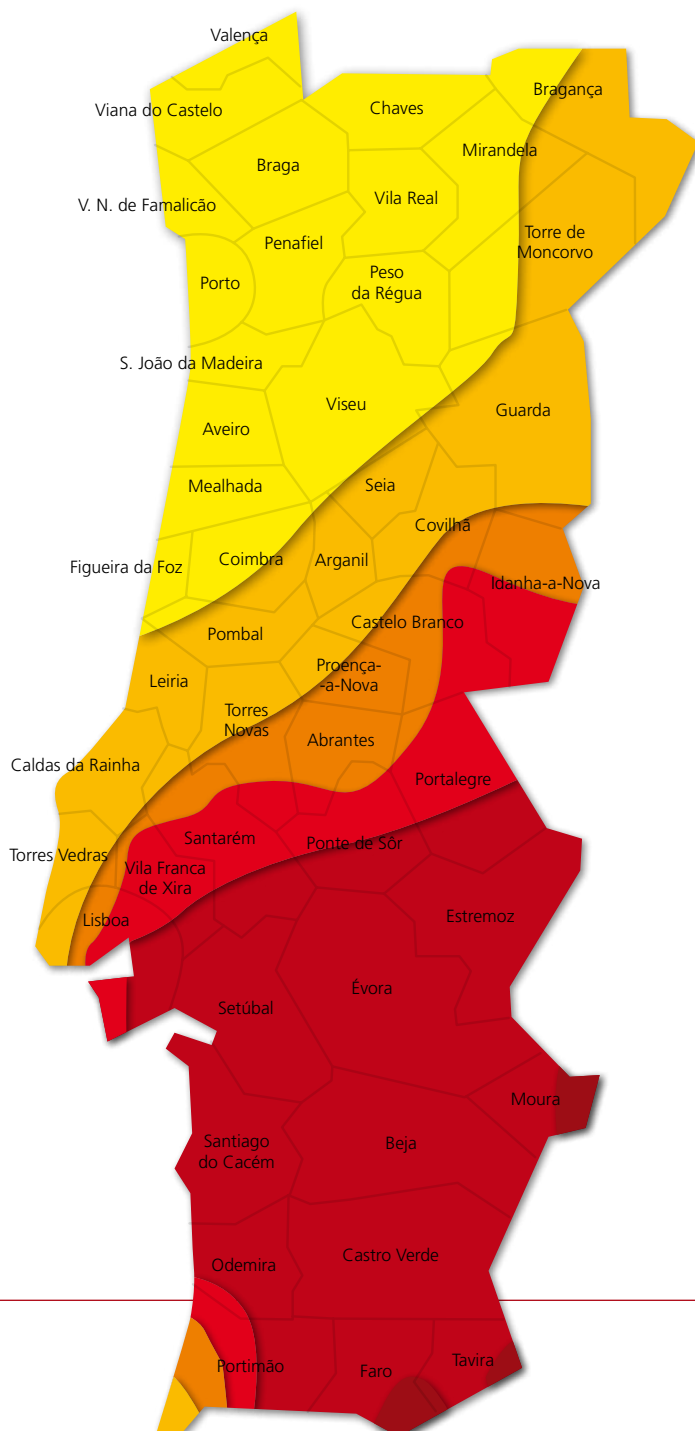 Valença
Bragança
Viana do Castelo
Chaves
Mirandela
Braga
Vila Real
V. N. de Famalicão
Penafiel
Torre de
Moncorvo
Porto
Peso
da Régua
S. João da Madeira
Viseu
Guarda
Aveiro
Mealhada
Seia
Covilhã
Figueira da Foz
Coimbra
Arganil
Idanha-a-Nova
Castelo Branco
Pombal
Proença-
-a-Nova
Leiria
Torres
Novas
Abrantes
Caldas da Rainha
Portalegre
Santarém
Ponte de Sôr
Torres Vedras
Vila Franca
de Xira
Lisboa
Estremoz
Évora
Setúbal
Moura
Santiago
do Cacém
Beja
Odemira
Castro Verde
Portimão
Faro
Tavira